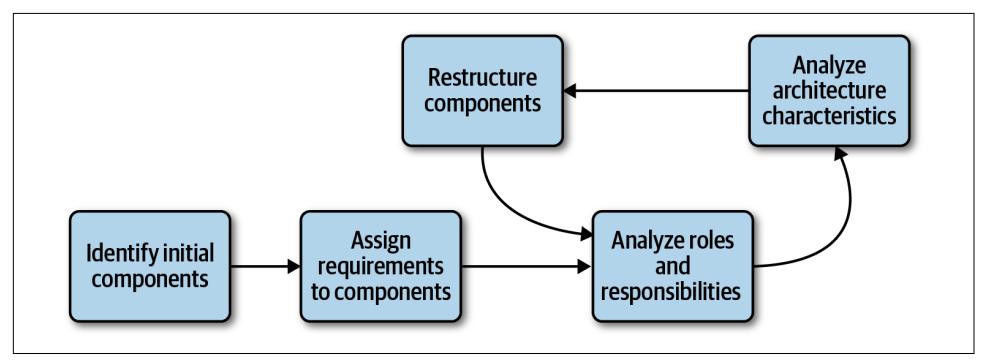 Restructure
components
Analyze
architecture
characteristics
Identify initial
components
Assign
requirements
to components
Analyze roles
and
responsibilities